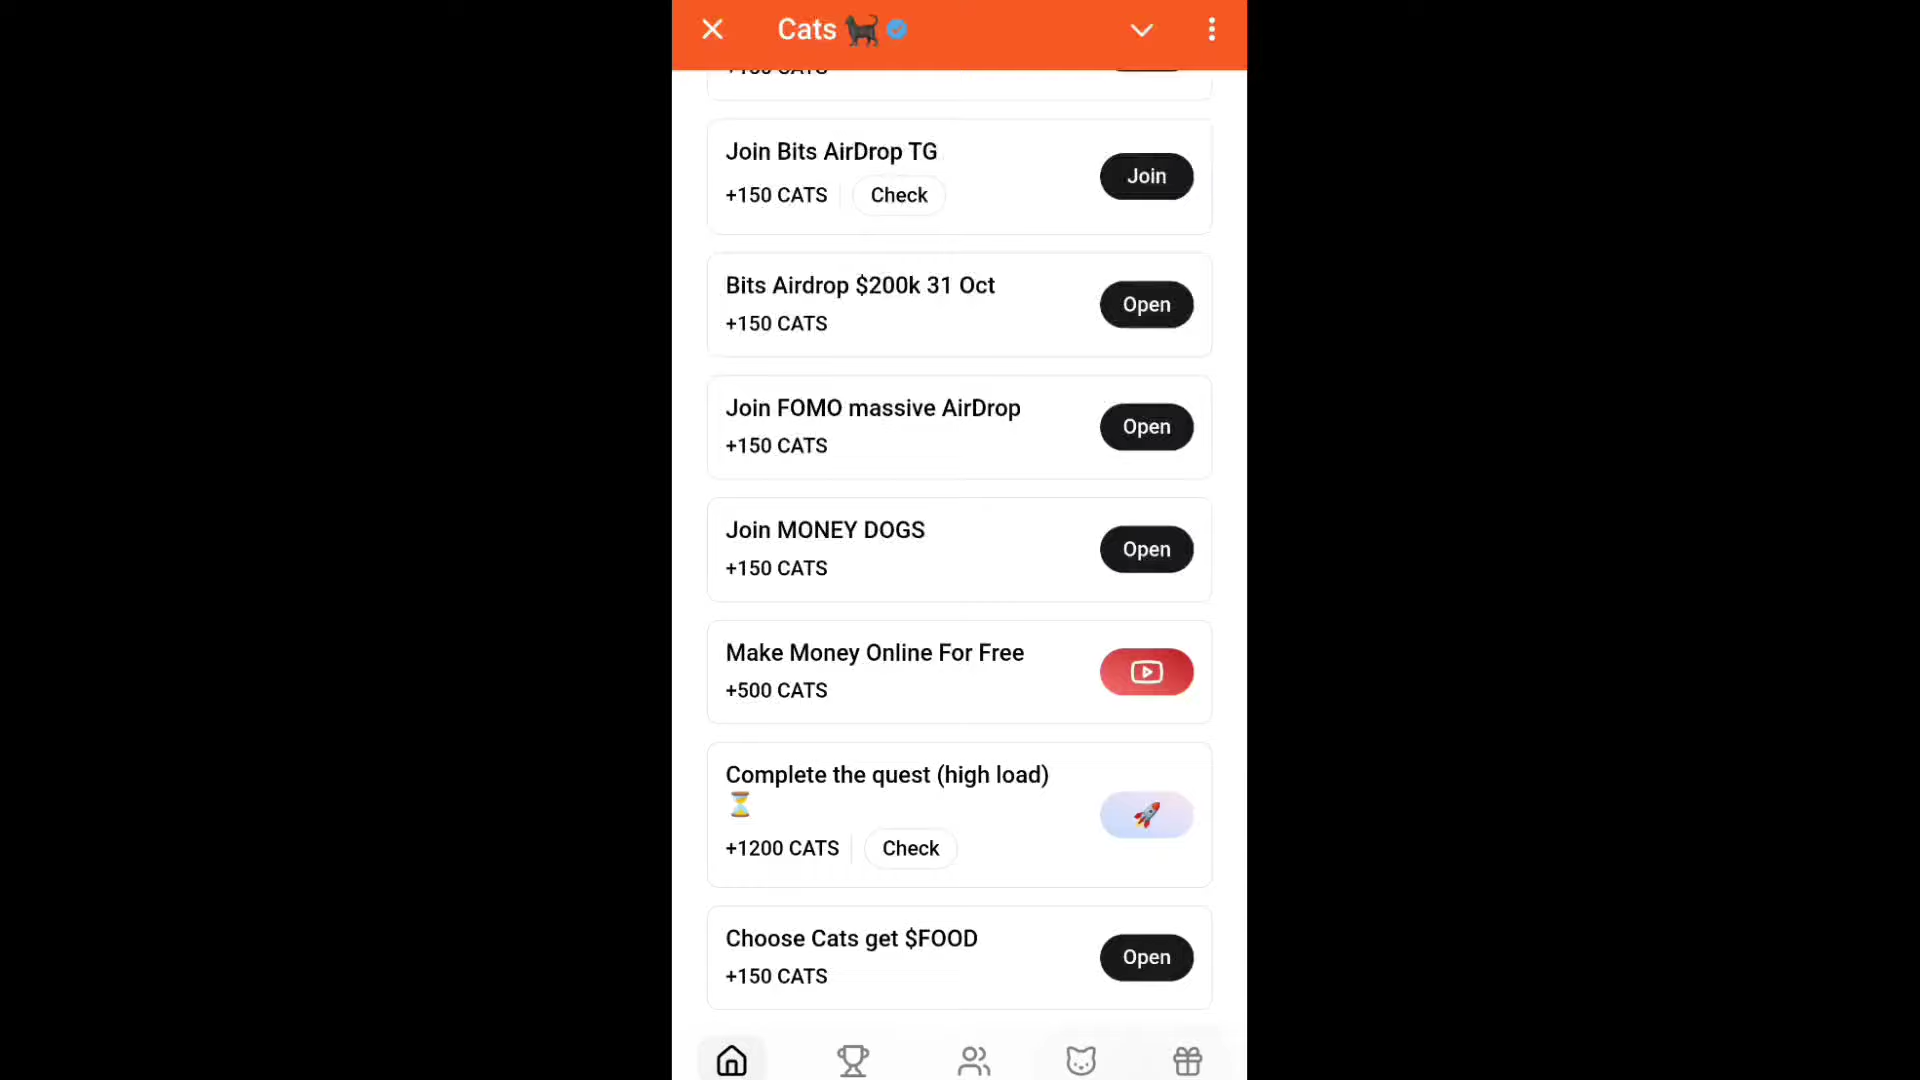 Cats
Join Bits AirDrop TG
+150 CATS
Check
Join
Bits Airdrop $200k 31 Oct
+150 CATS
Open
Join FOMO massive AirDrop
+150 CATS
Open
Join MONEY DOGS
+150 CATS
Open
Make Money Online For Free
+500 CATS
Complete the quest (high load)
+1200 CATS
Check
Choose Cats get $FOOD
+150 CATS
Open